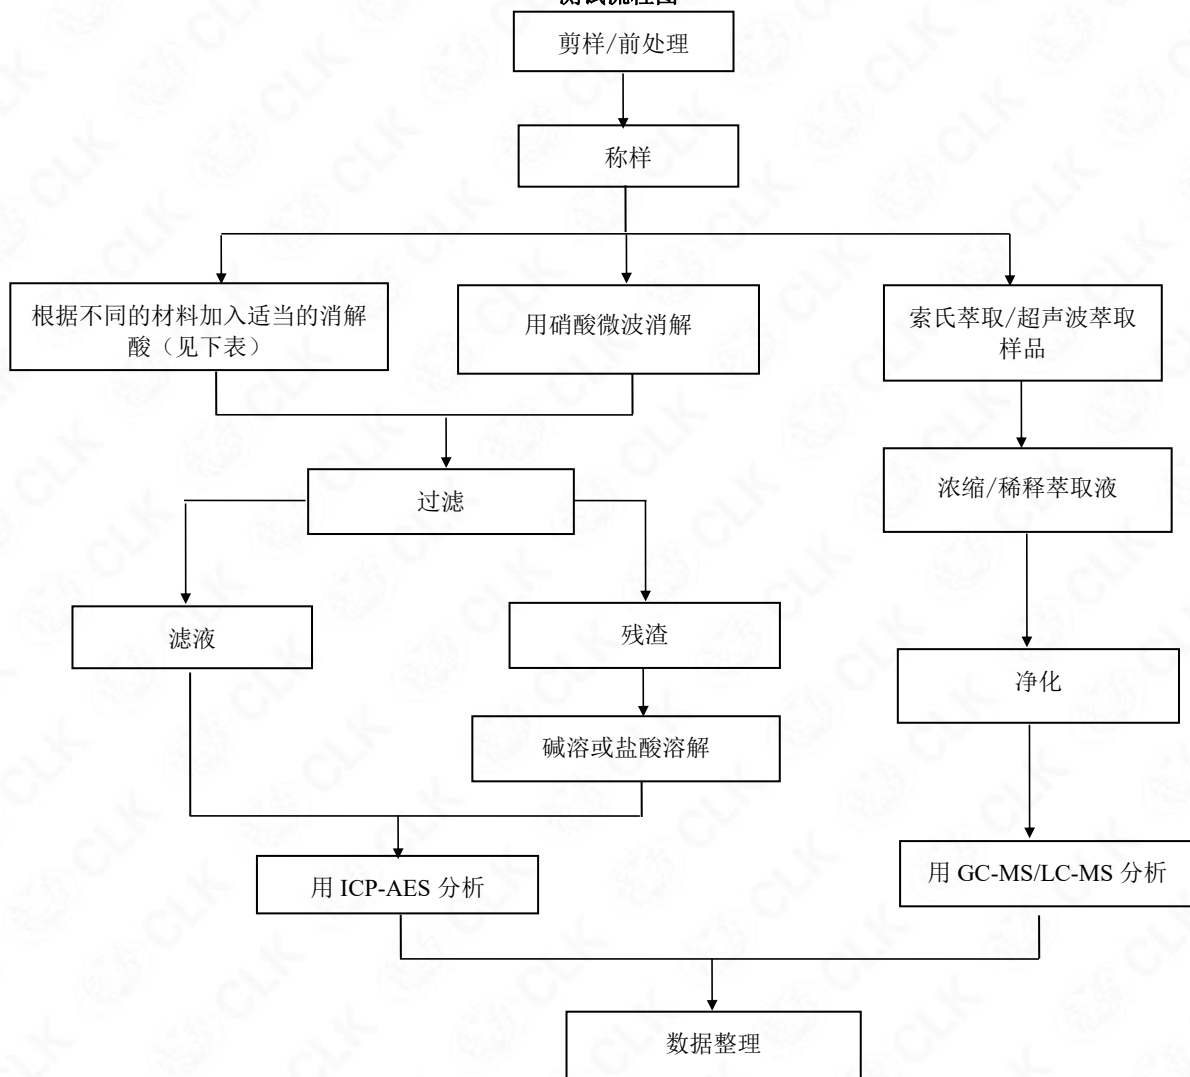 测试流程图
剪样/前处理
称样
根据不同的材料加入适当的消解
酸（见下表）
用硝酸微波消解
索氏萃取/超声波萃取
样品
过滤
浓缩/稀释萃取液
滤液
残渣
净化
碱溶或盐酸溶解
用 ICP-AES 分析
用 GC-MS/LC-MS 分析
数据整理
CLK